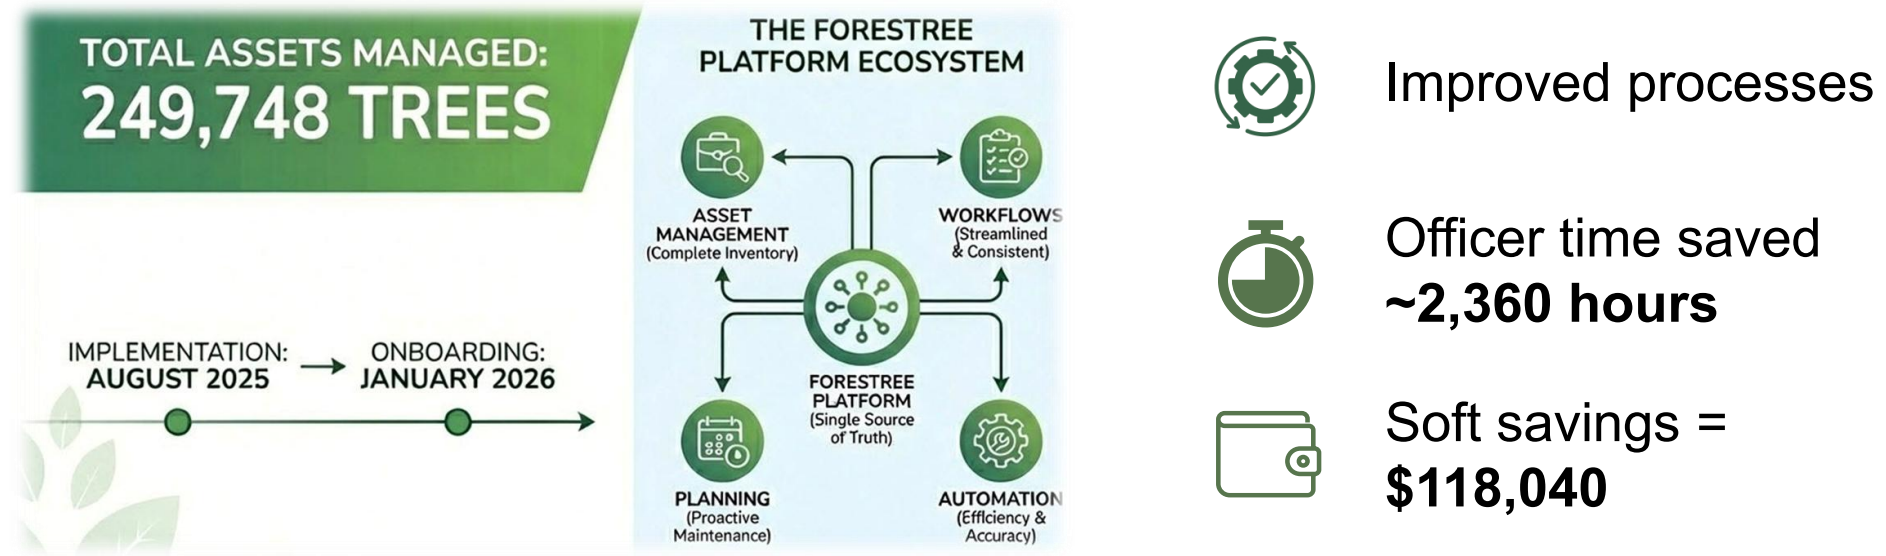 TOTAL ASSETS MANAGED:
249,748 TREES
IMPLEMENTATION:
AUGUST 2025
ONBOARDING:
JANUARY 2026
THE FORESTREE
PLATFORM ECOSYSTEM
ASSET
MANAGEMENT
(Complete Inventory)
WORKFLOWS
(Streamlined
& Consistent)
FORESTREE
PLATFORM
(Single Source
of Truth)
PLANNING
(Proactive
Maintenance)
AUTOMATION
(Efficiency &
Accuracy)
Improved processes
Officer time saved
~2,360 hours
Soft savings =
$118,040